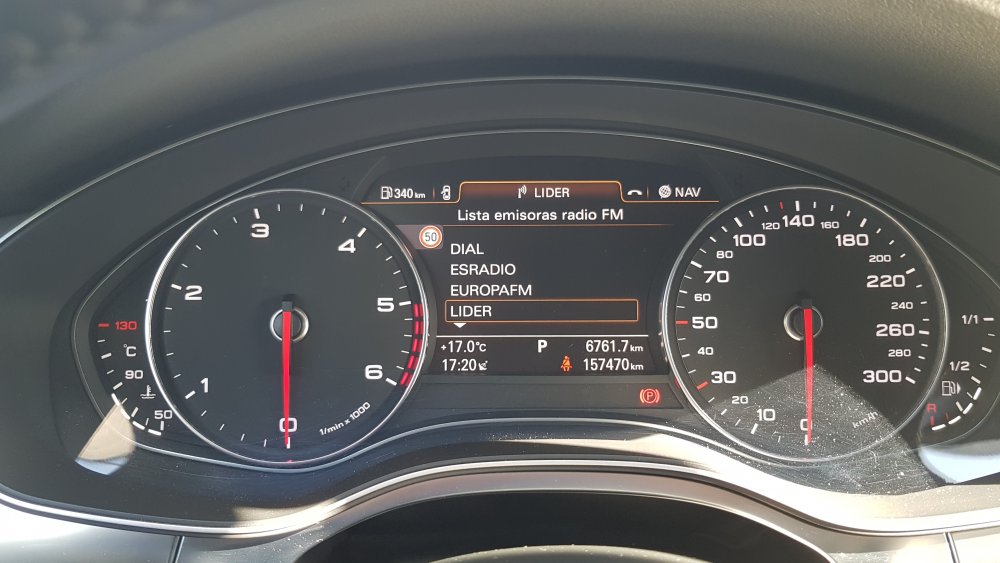 340 km LIDER NAV
Lista emisoras radio FM
50
DIAL
ESRADIO
EUROPAFM
LIDER
+17.0°C P 6761.7 km
17:20 157470 km
(P)
0
1
2
3
4
5
6
1/min x 1000
130
°C
90
50
0
10
20
30
40
50
60
70
80
100
120
140
160
180
200
220
240
260
280
300
km/h
1/1
1/2
R